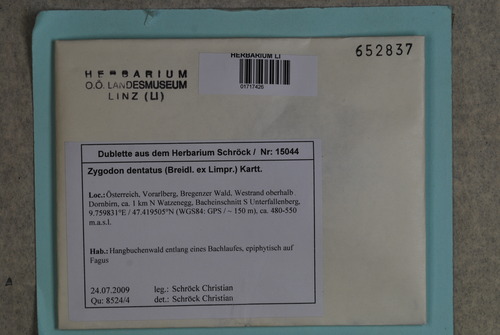 HERBARIUM LI
01717426
652837
HERBARIUM
O.Ö. LANDESMUSEUM
LINZ (LI)
Dublette aus dem Herbarium Schröck / Nr: 15044
Zygodon dentatus (Breidl. ex Limpr.) Kartt.
Loc.: Österreich, Vorarlberg, Bregenzer Wald, Westrand oberhalb
Dornbirn, ca. 1 km N Watzenegg, Bacheinschnitt S Unterfallenberg,
9.759831°E / 47.419505°N (WGS84: GPS / ~ 150 m), ca. 480-550
m.a.s.l.
Hab.: Hangbuchenwald entlang eines Bachlaufes, epiphytisch auf
Fagus
24.07.2009 leg.: Schröck Christian
Qu: 8524/4 det.: Schröck Christian